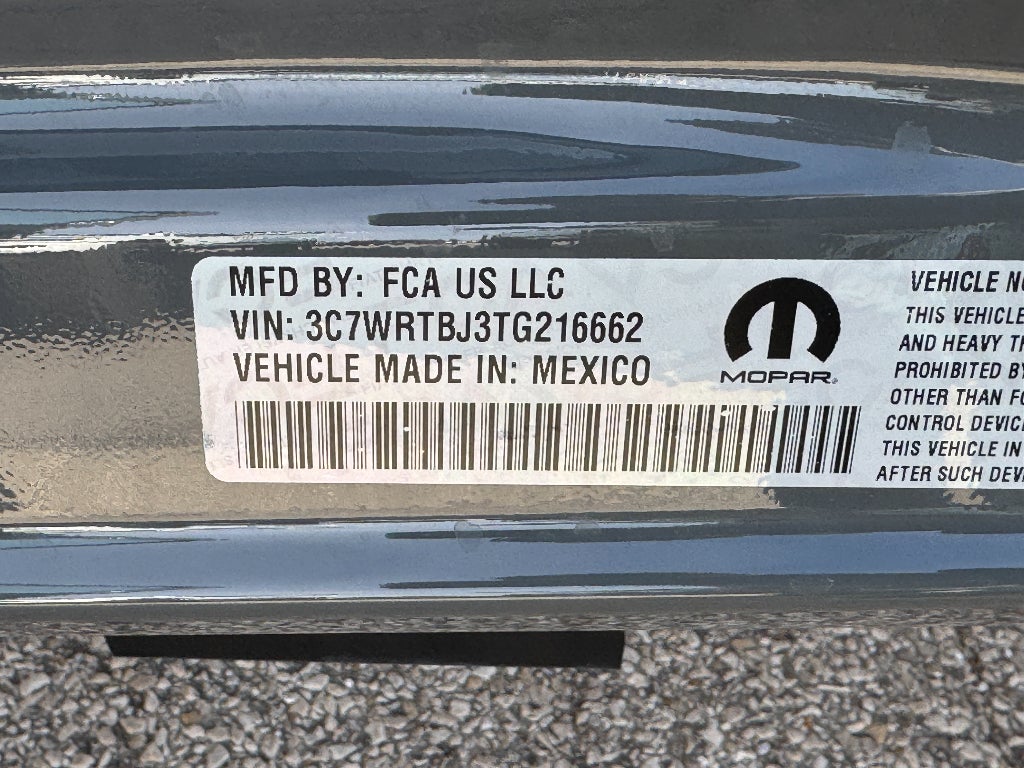 MFD BY: FCA US LLC
VIN: 3C7WRTBJ3TG216662
VEHICLE MADE IN: MEXICO
MOPAR®
VEHICLE
THIS VEHICLE
AND HEAVY
PROHIBITED BY
OTHER THAN
CONTROL
THIS VEHICLE IN
AFTER SUCH